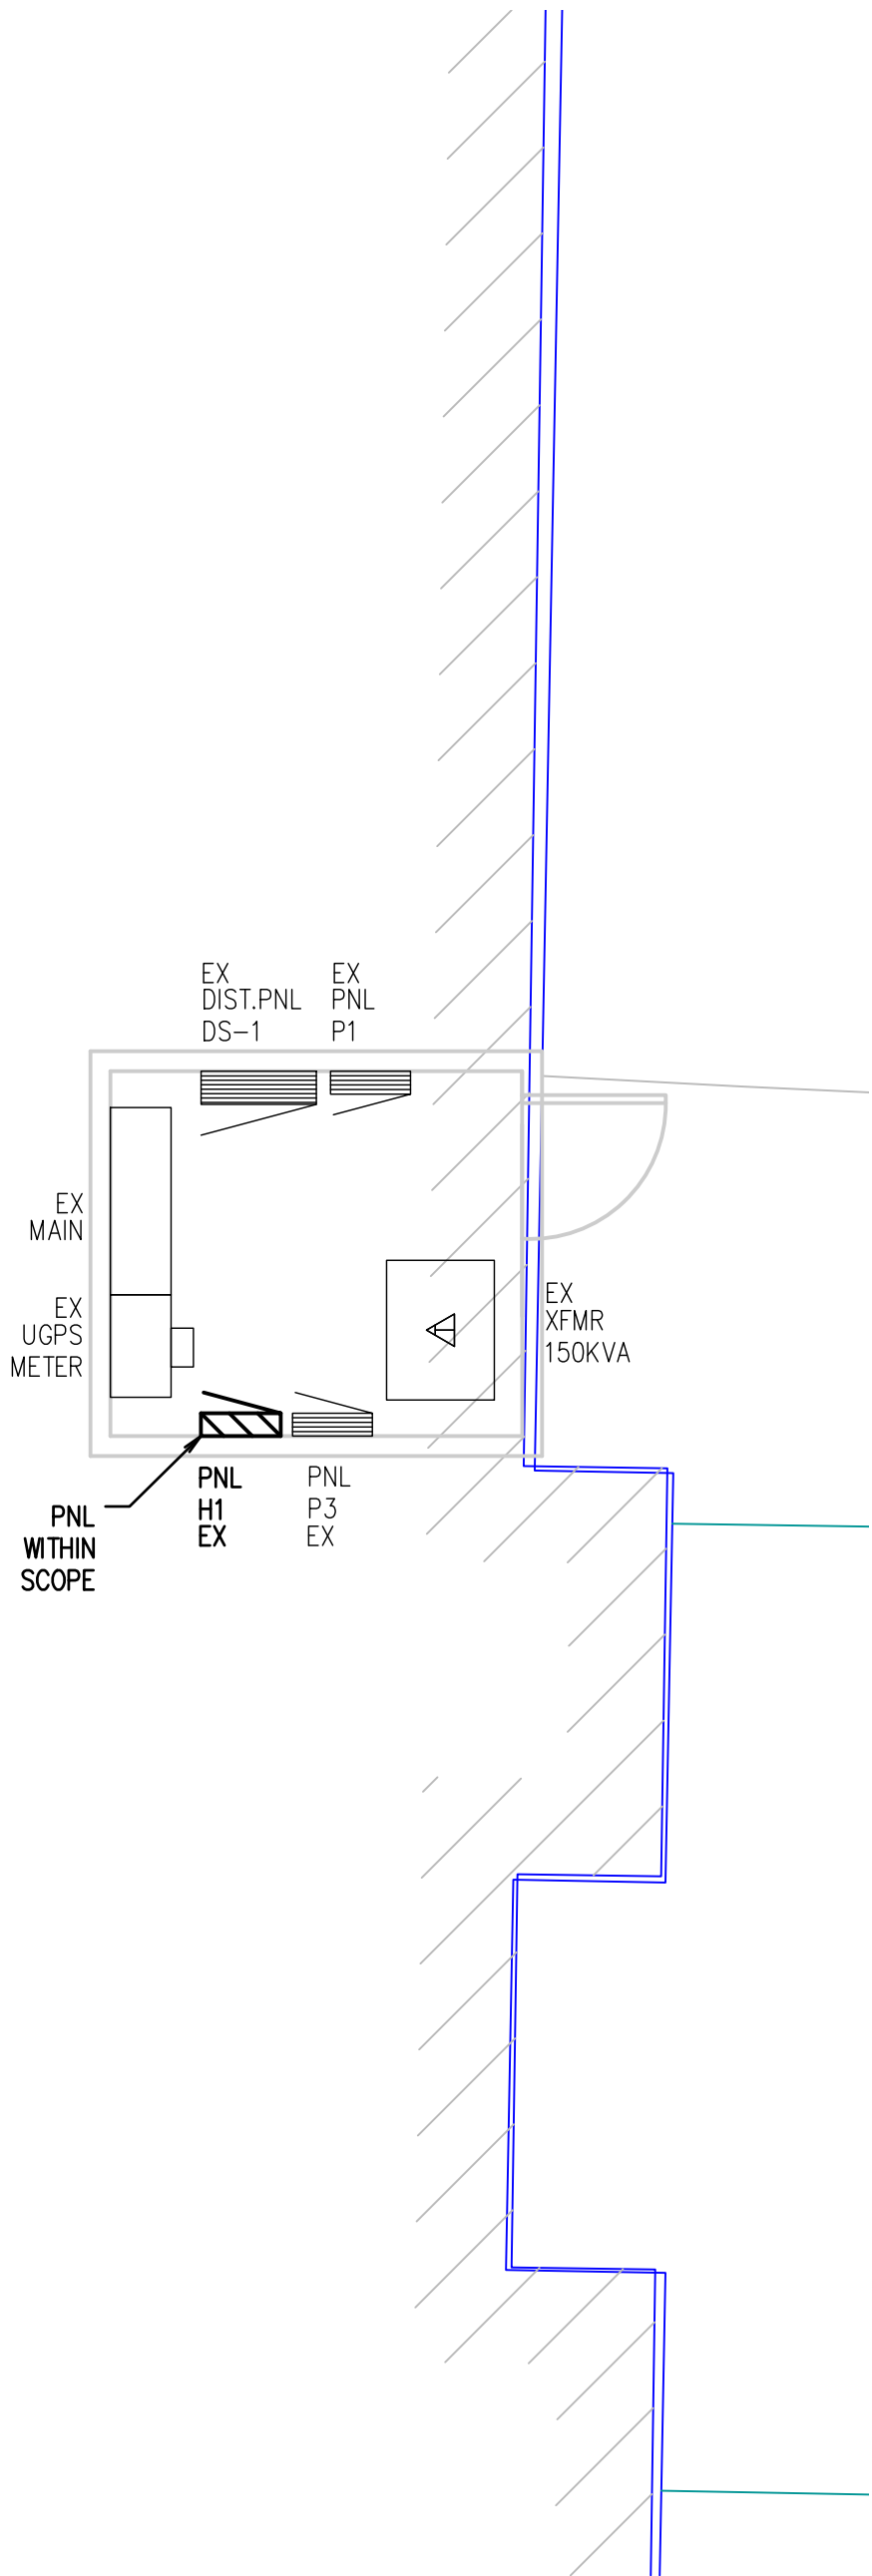 EX
DIST.PNL
DS-1
EX
PNL
P1
EX
MAIN
EX
UGPS
METER
EX
XFMR
150KVA
PNL
H1
EX
PNL
P3
EX
PNL
WITHIN
SCOPE